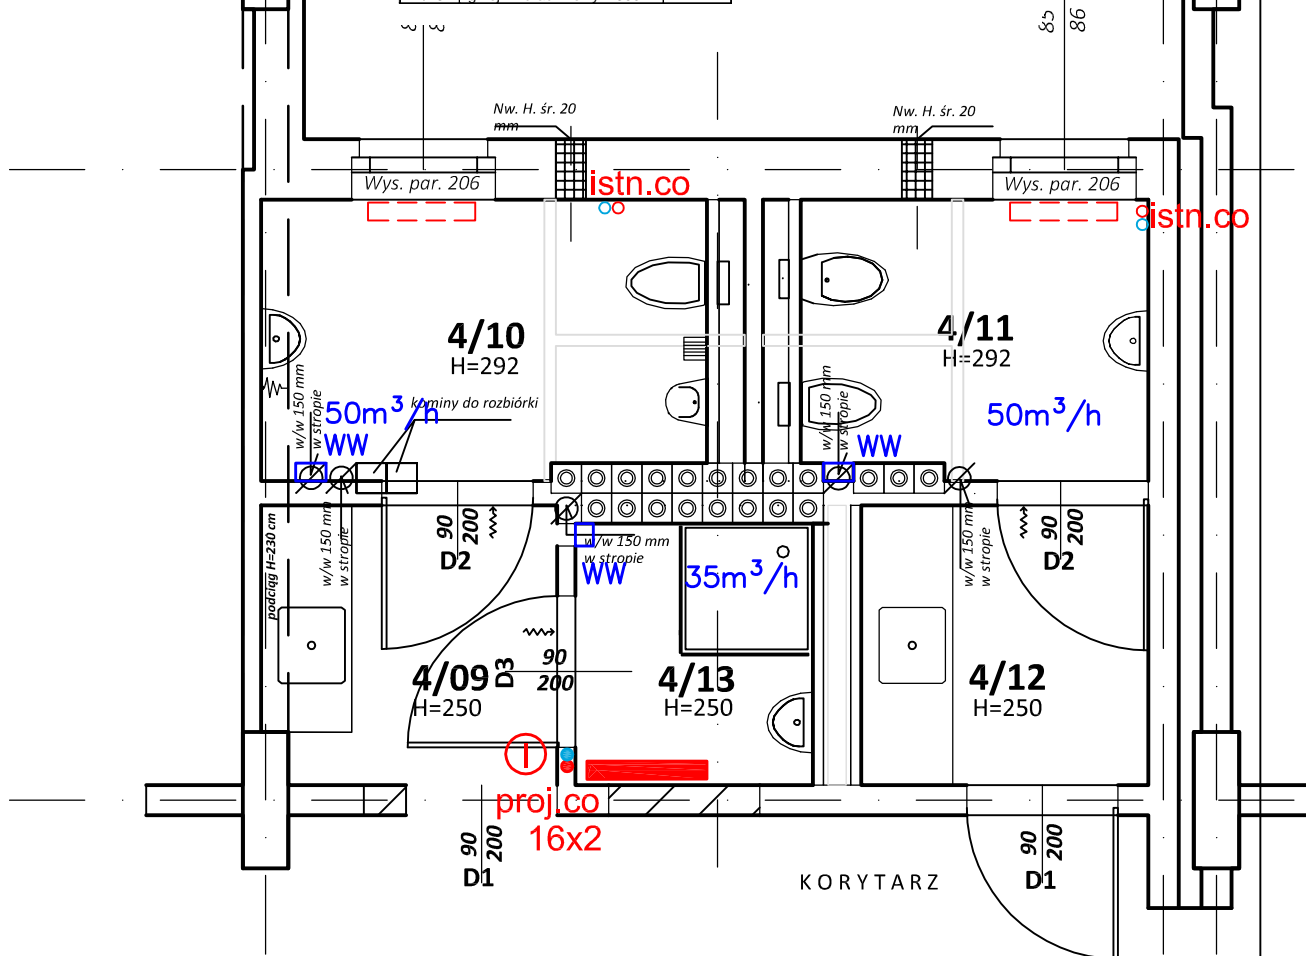 85
86
Nw. H. śr. 20
mm
Nw. H. śr. 20
mm
Wys. par. 206
istn.co
Wys. par. 206
istn.co
4/10
H=292
4/11
H=292
w/w 150 mm
w stropie
50m³/h
kominy do rozbiórki
WW
w/w 150 mm
w stropie
WW
50m³/h
podciąg H=230 cm
w/w 150 mm
w stropie
90
200
D2
w/w 150 mm
w stropie
WW
35m³/h
w/w 150 mm
w stropie
90
200
D2
4/09
H=250
D3
90
200
4/13
H=250
4/12
H=250
I
proj.co
16x2
90
200
D1
KORYTARZ
90
200
D1